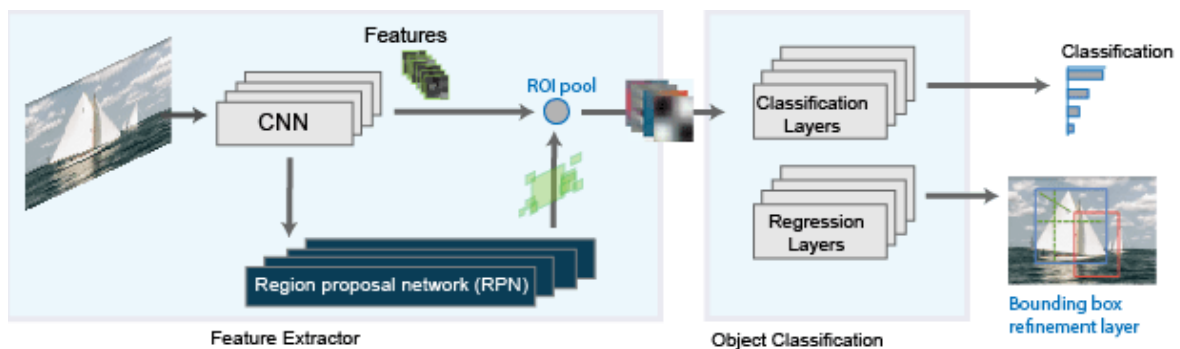 Features
CNN
ROI pool
Region proposal network (RPN)
Feature Extractor
Classification
Layers
Regression
Layers
Object Classification
Classification
Bounding box
refinement layer